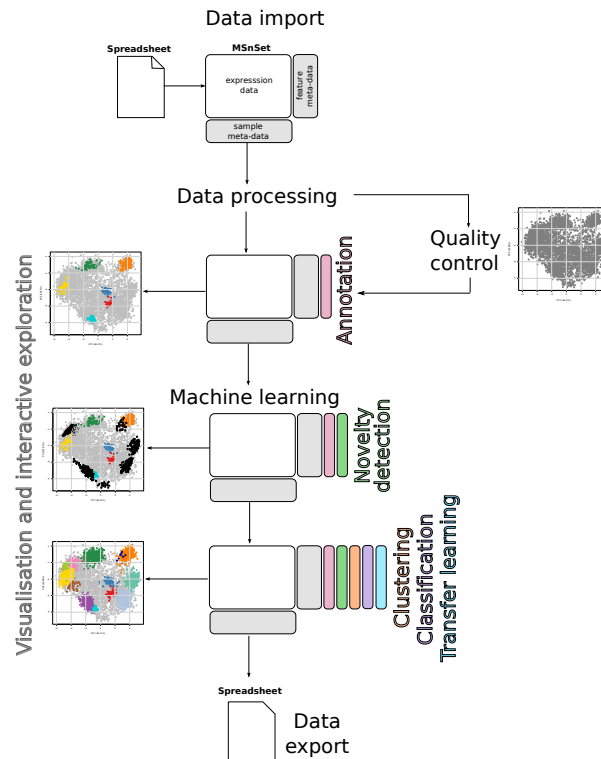 Data import
Spreadsheet
MSnSet
expresssion
data
feature
meta-data
sample
meta-data
Data processing
Quality
control
Annotation
Visualisation and interactive exploration
Machine learning
Novelty
detection
Clustering
Classification
Transfer learning
Spreadsheet
Data
export